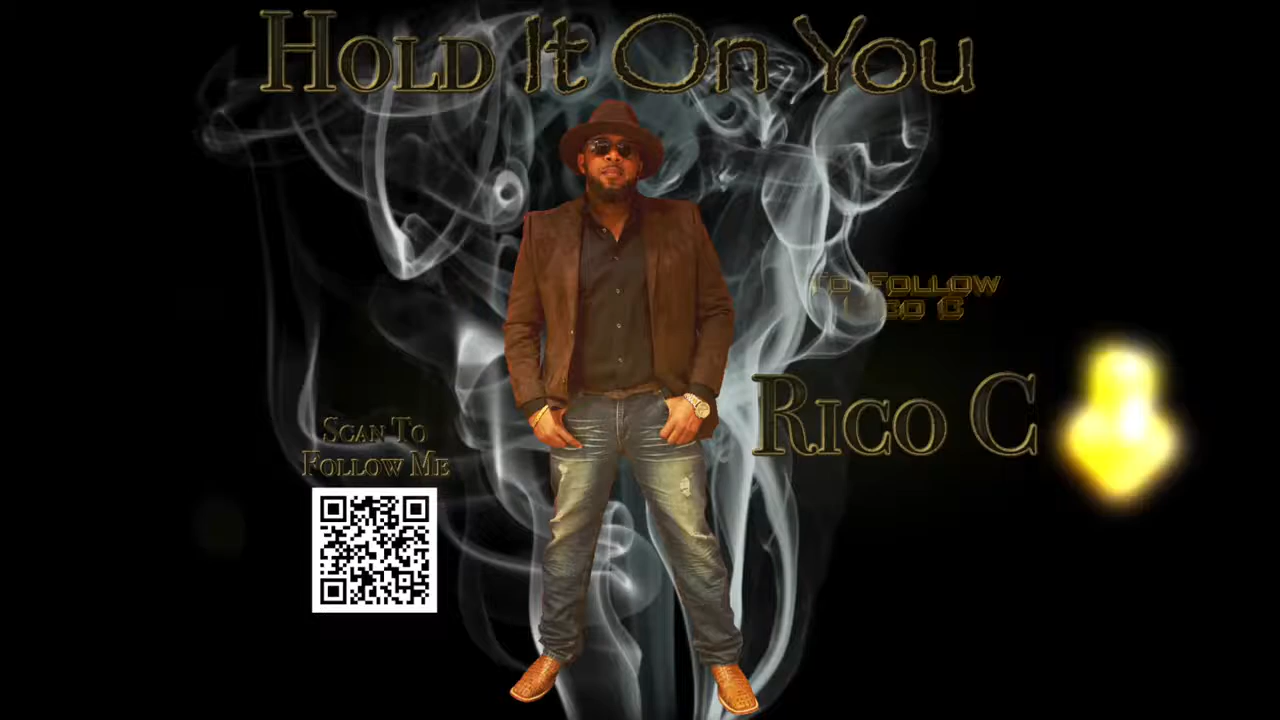 Hold It On You
To Follow
Rico C
Scan To
Follow Me